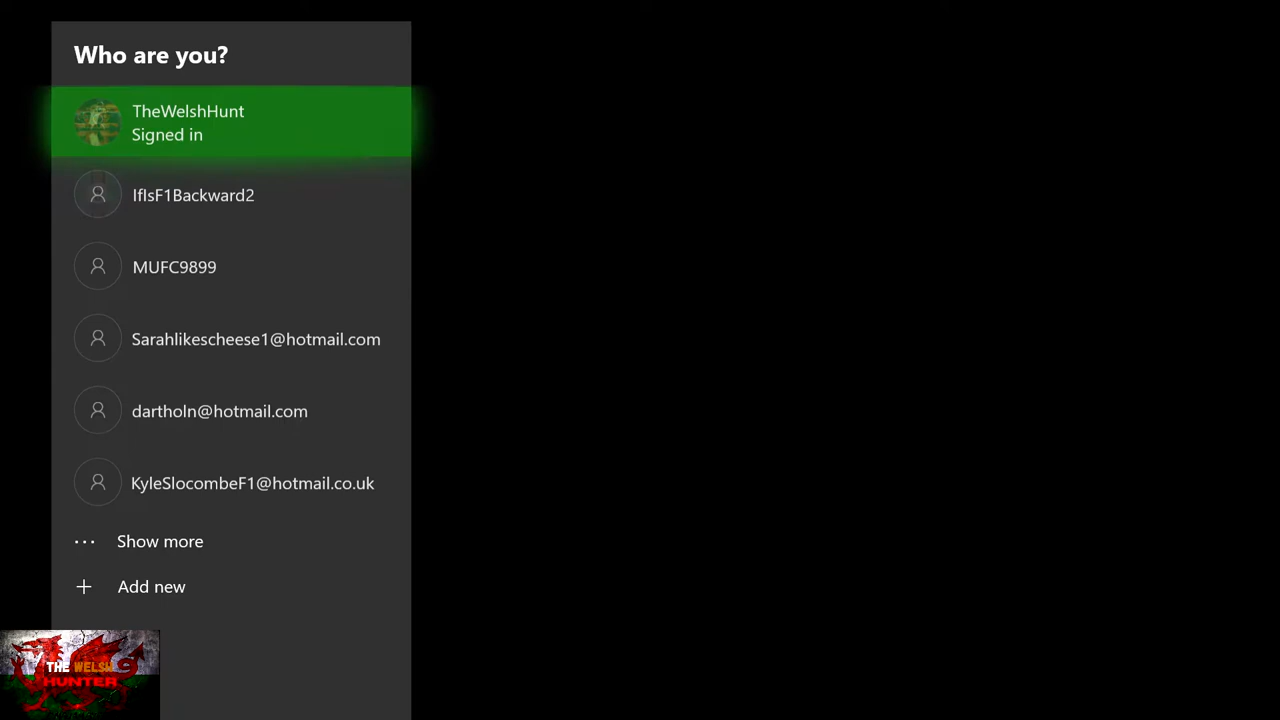 Who are you?
TheWelshHunt
Signed in
IfIsF1Backward2
MUFC9899
Sarahlikescheese1@hotmail.com
dartholn@hotmail.com
KyleSlocombeF1@hotmail.co.uk
Show more
Add new
THE WELSH
HUNTER